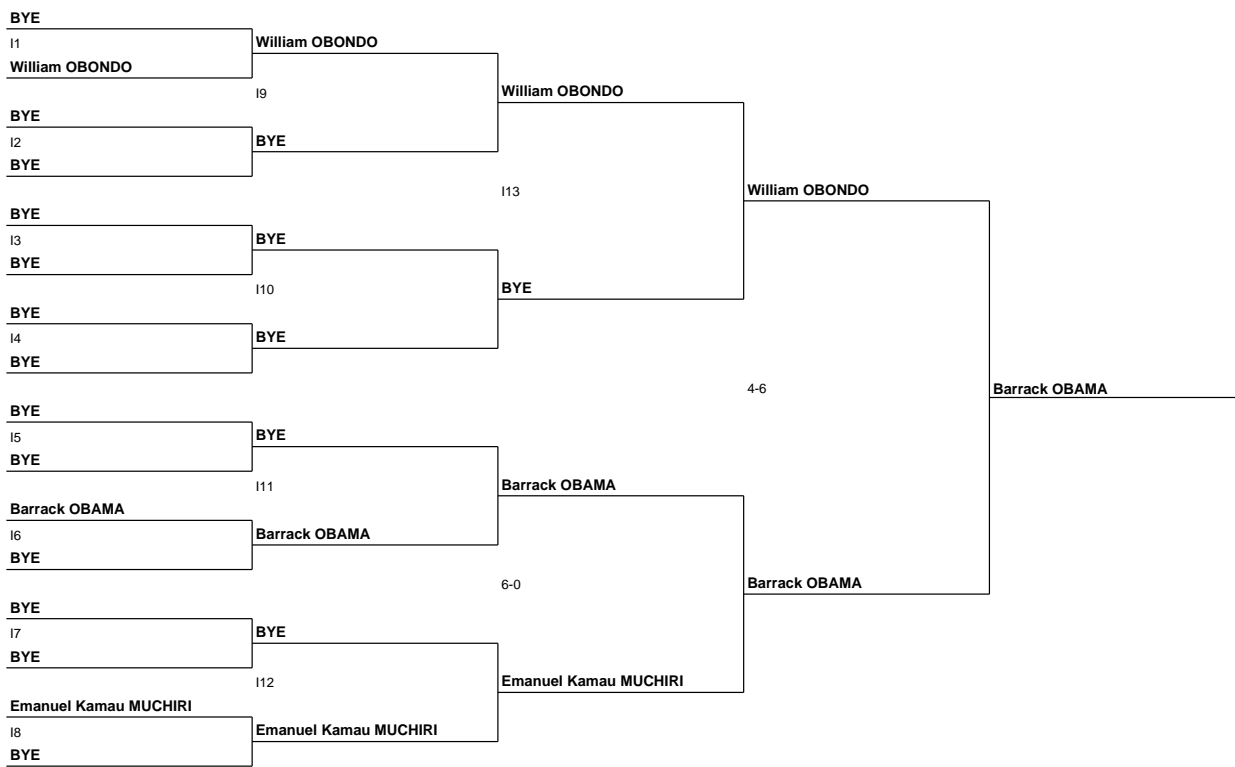 BYE
I1
William OBONDO
William OBONDO
I9
William OBONDO
BYE
I2
BYE
BYE
I13
William OBONDO
BYE
I3
BYE
BYE
I10
BYE
BYE
I4
BYE
BYE
4-6
Barrack OBAMA
BYE
I5
BYE
BYE
I11
Barrack OBAMA
Barrack OBAMA
I6
BYE
Barrack OBAMA
6-0
Barrack OBAMA
BYE
I7
BYE
BYE
I12
Emanuel Kamau MUCHIRI
Emanuel Kamau MUCHIRI
I8
BYE
Emanuel Kamau MUCHIRI